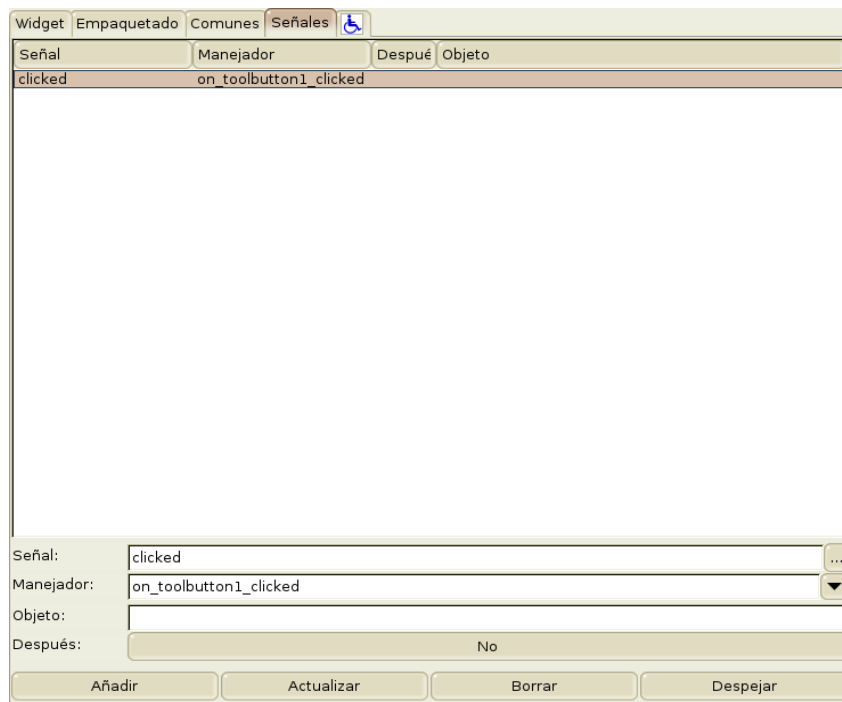 Widget Empaquetado Comunes Señales
Señal Manejador Despué Objeto
clicked on_toolbutton1_clicked
Señal: clicked ...
Manejador: on_toolbutton1_clicked
Objeto:
Después: No
Añadir Actualizar Borrar Despejar